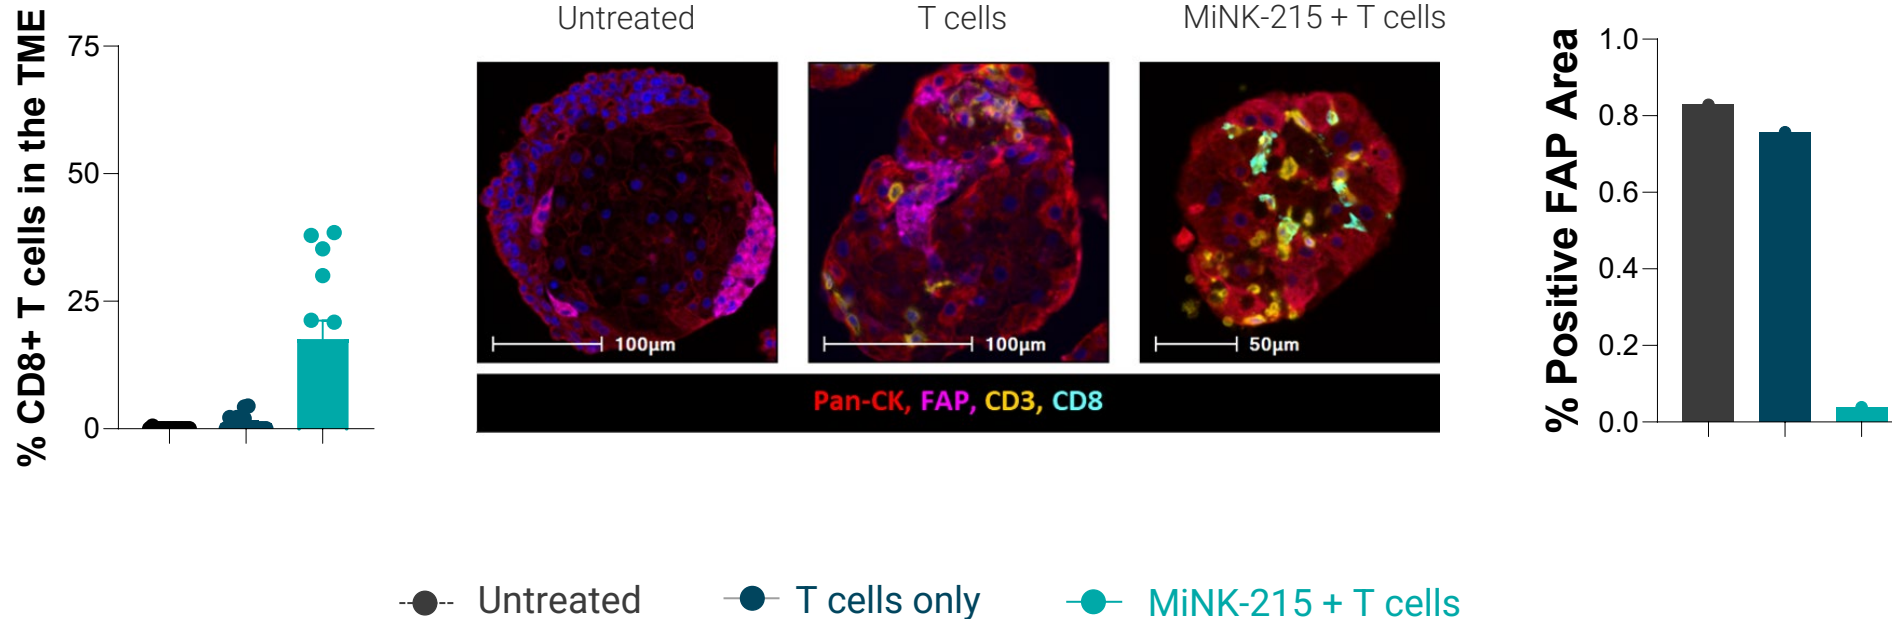 % CD8+ T cells in the TME
75
50
25
0
Untreated
T cells
MiNK-215 + T cells
100µm
100µm
50µm
Pan-CK, FAP, CD3, CD8
% Positive FAP Area
1.0
0.8
0.6
0.4
0.2
0.0
Untreated
T cells only
MiNK-215 + T cells